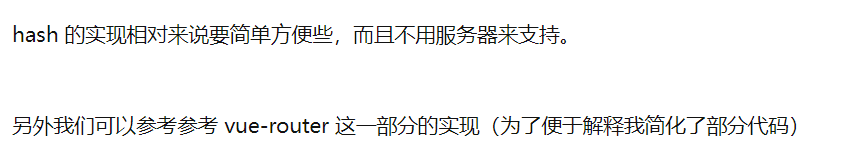 hash 的实现相对来说要简单方便些，而且不用服务器来支持。
另外我们可以参考参考 vue-router 这一部分的实现（为了便于解释我简化了部分代码）